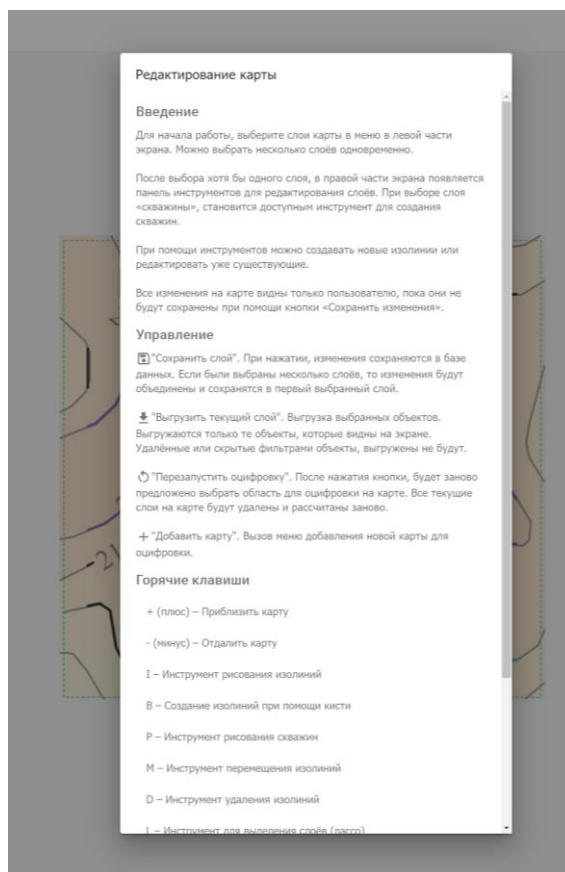 Редактирование карты
Введение
Для начала работы, выберите слои карты в меню в левой части
экрана. Можно выбрать несколько слоёв одновременно.
После выбора хотя бы одного слоя, в правой части экрана появляется
панель инструментов для редактирования слоёв. При выборе слоя
«скважины», становится доступным инструмент для создания
скважин.
При помощи инструментов можно создавать новые изолинии или
редактировать уже существующие.
Все изменения на карте видны только пользователю, пока они не
будут сохранены при помощи кнопки «Сохранить изменения».
Управление
"Сохранить слой". При нажатии, изменения сохраняются в базе
данных. Если были выбраны несколько слоёв, то изменения будут
объединены и сохранятся в первый выбранный слой.
"Выгрузить текущий слой". Выгрузка выбранных объектов.
Выгружаются только те объекты, которые видны на экране.
Удалённые или скрытые фильтрами объекты, выгружены не будут.
"Перезапустить оцифровку". После нажатия кнопки, будет заново
предложено выбрать область для оцифровки на карте. Все текущие
слои на карте будут удалены и рассчитаны заново.
"Добавить карту". Вызов меню добавления новой карты для
оцифровки.
Горячие клавиши
+ (плюс) – Приблизить карту
- (минус) – Отдалить карту
I – Инструмент рисования изолиний
B – Создание изолиний при помощи кисти
P – Инструмент рисования скважин
M – Инструмент перемещения изолиний
D – Инструмент удаления изолиний
L – Инструмент для выделения слоёв (лассо)